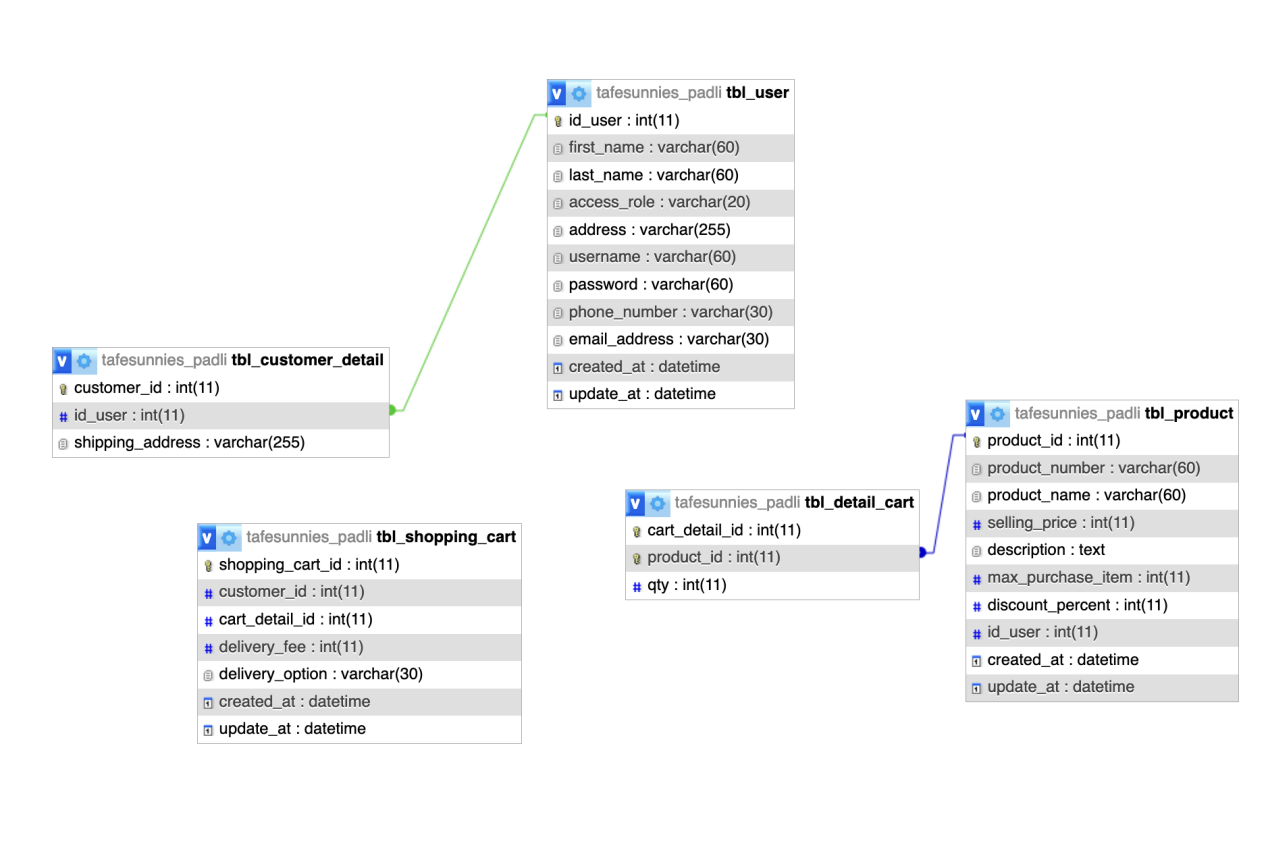 tafesunnies_padli tbl_user
id_user : int(11)
first_name : varchar(60)
last_name : varchar(60)
access_role : varchar(20)
address : varchar(255)
username : varchar(60)
password : varchar(60)
phone_number : varchar(30)
email_address : varchar(30)
created_at : datetime
update_at : datetime
tafesunnies_padli tbl_customer_detail
customer_id : int(11)
id_user : int(11)
shipping_address : varchar(255)
tafesunnies_padli tbl_product
product_id : int(11)
product_number : varchar(60)
product_name : varchar(60)
selling_price : int(11)
description : text
max_purchase_item : int(11)
discount_percent : int(11)
id_user : int(11)
created_at : datetime
update_at : datetime
tafesunnies_padli tbl_detail_cart
cart_detail_id : int(11)
product_id : int(11)
qty : int(11)
tafesunnies_padli tbl_shopping_cart
shopping_cart_id : int(11)
customer_id : int(11)
cart_detail_id : int(11)
delivery_fee : int(11)
delivery_option : varchar(30)
created_at : datetime
update_at : datetime